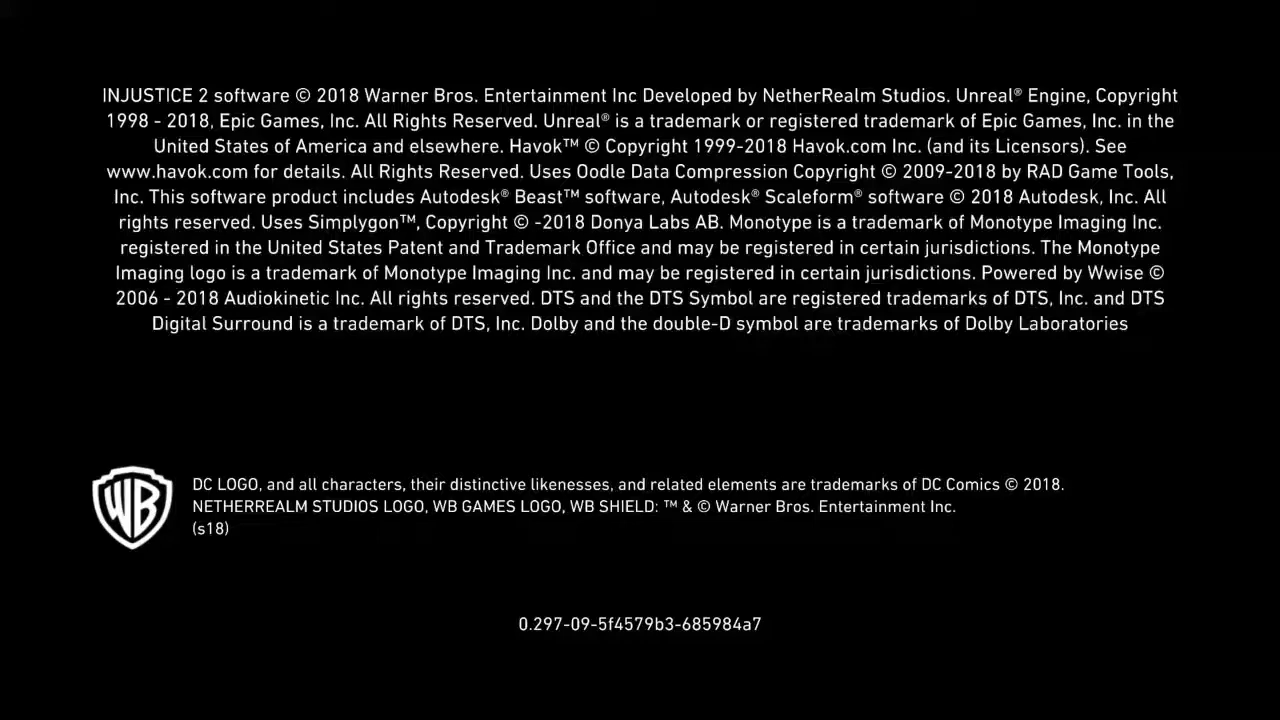 INJUSTICE 2 software © 2018 Warner Bros. Entertainment Inc Developed by NetherRealm Studios. Unreal® Engine, Copyright
1998 - 2018, Epic Games, Inc. All Rights Reserved. Unreal® is a trademark or registered trademark of Epic Games, Inc. in the
United States of America and elsewhere. Havok™ © Copyright 1999-2018 Havok.com Inc. (and its Licensors). See
www.havok.com for details. All Rights Reserved. Uses Oodle Data Compression Copyright © 2009-2018 by RAD Game Tools,
Inc. This software product includes Autodesk® Beast™ software, Autodesk® Scaleform® software © 2018 Autodesk, Inc. All
rights reserved. Uses Simplygon™, Copyright © -2018 Donya Labs AB. Monotype is a trademark of Monotype Imaging Inc.
registered in the United States Patent and Trademark Office and may be registered in certain jurisdictions. The Monotype
Imaging logo is a trademark of Monotype Imaging Inc. and may be registered in certain jurisdictions. Powered by Wwise ©
2006 - 2018 Audiokinetic Inc. All rights reserved. DTS and the DTS Symbol are registered trademarks of DTS, Inc. and DTS
Digital Surround is a trademark of DTS, Inc. Dolby and the double-D symbol are trademarks of Dolby Laboratories
WB
DC LOGO, and all characters, their distinctive likenesses, and related elements are trademarks of DC Comics © 2018.
NETHERREALM STUDIOS LOGO, WB GAMES LOGO, WB SHIELD: ™ & © Warner Bros. Entertainment Inc.
(s18)
0.297-09-5f4579b3-685984a7